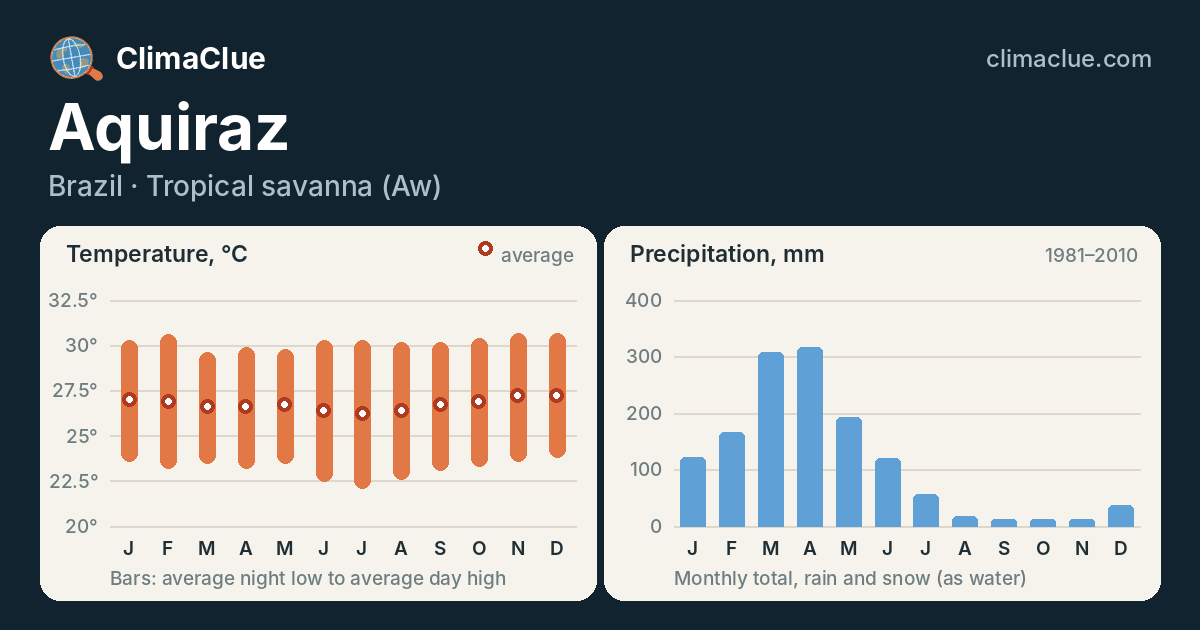 ClimaClue
climaclue.com
Aquiraz
Brazil · Tropical savanna (Aw)
Temperature, °C
average
32.5°
30°
27.5°
25°
22.5°
20°
J F M A M J J A S O N D
Bars: average night low to average day high
Precipitation, mm
1981–2010
400
300
200
100
0
J F M A M J J A S O N D
Monthly total, rain and snow (as water)